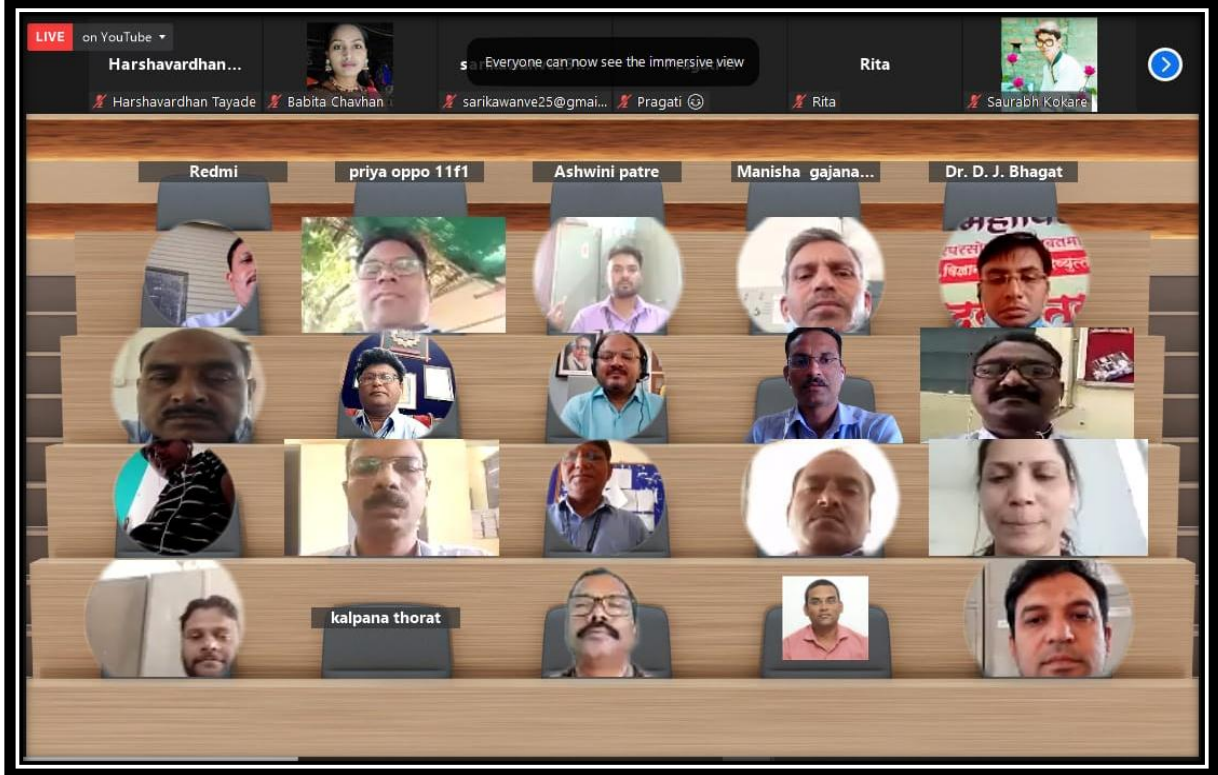 LIVE on YouTube
Harshavardhan...
Rita
Everyone can now see the immersive view
Harshavardhan Tayade
Babita Chavhan
sarikawanve25@gmai...
Pragati
Rita
Saurabh Kokare
Redmi
priya oppo 11f1
Ashwini patre
Manisha gajana...
Dr. D. J. Bhagat
kalpana thorat